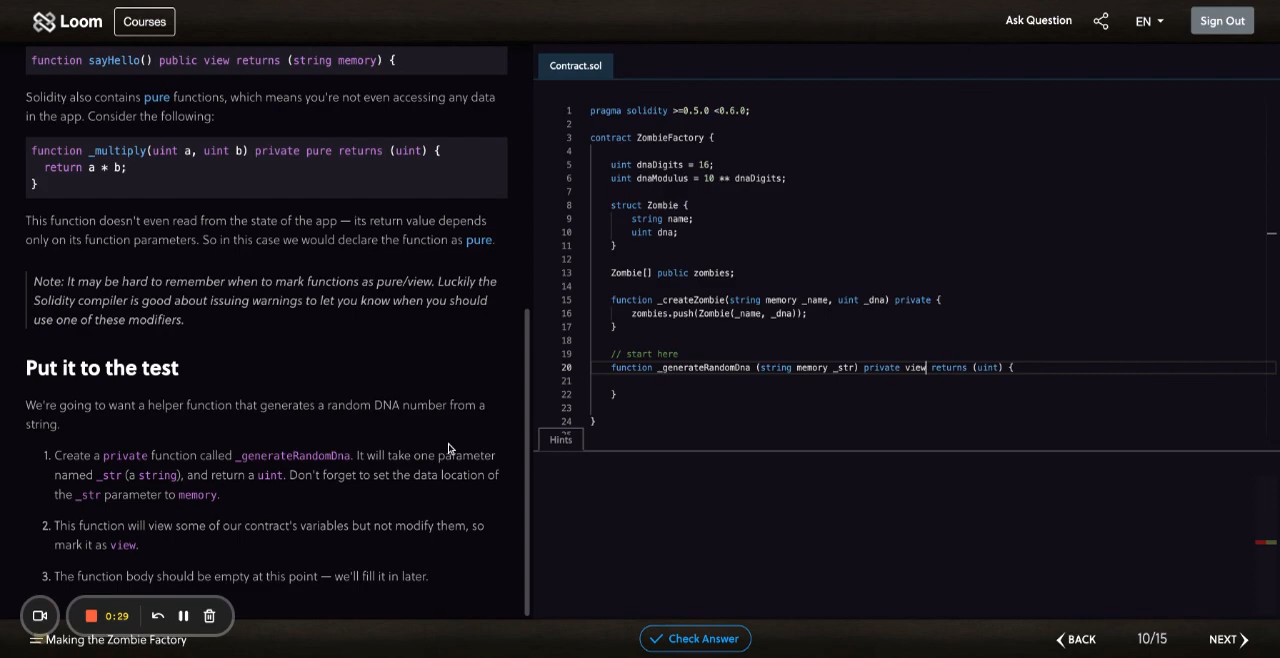 Loom
Courses
Ask Question
EN
Sign Out
function sayHello() public view returns (string memory) {
Solidity also contains pure functions, which means you're not even accessing any data
in the app. Consider the following:
function _multiply(uint a, uint b) private pure returns (uint) {
return a * b;
}
This function doesn't even read from the state of the app — its return value depends
only on its function parameters. So in this case we would declare the function as pure.
Note: It may be hard to remember when to mark functions as pure/view. Luckily the
Solidity compiler is good about issuing warnings to let you know when you should
use one of these modifiers.
Put it to the test
We're going to want a helper function that generates a random DNA number from a
string.
1. Create a private function called _generateRandomDna. It will take one parameter
named _str (a string), and return a uint. Don't forget to set the data location of
the _str parameter to memory.
2. This function will view some of our contract's variables but not modify them, so
mark it as view.
3. The function body should be empty at this point — we'll fill it in later.
0:29
Contract.sol
1 pragma solidity >=0.5.0 <0.6.0;
2
3 contract ZombieFactory {
4
5 uint dnaDigits = 16;
6 uint dnaModulus = 10 ** dnaDigits;
7
8 struct Zombie {
9 string name;
10 uint dna;
11 }
12
13 Zombie[] public zombies;
14
15 function _createZombie(string memory _name, uint _dna) private {
16 zombies.push(Zombie(_name, _dna));
17 }
18
19 // start here
20 function _generateRandomDna (string memory _str) private view returns (uint) {
21
22 }
23
24 }
25
Hints
Making the Zombie Factory
Check Answer
BACK
10/15
NEXT